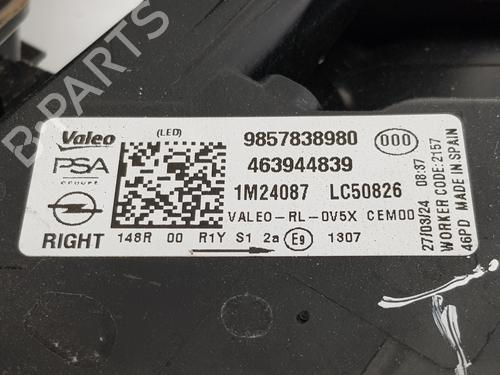 B-PARTS
Valeo
(LED)
9857838980
000
PSA
GROUPE
463944839
1M24087 LC50826
VALEO-RL-0V5X CEM00
RIGHT
148R 00 R1Y S1 2a E9 1307
27/03/24 08:37
WORKER CODE:2157
46PD MADE IN SPAIN